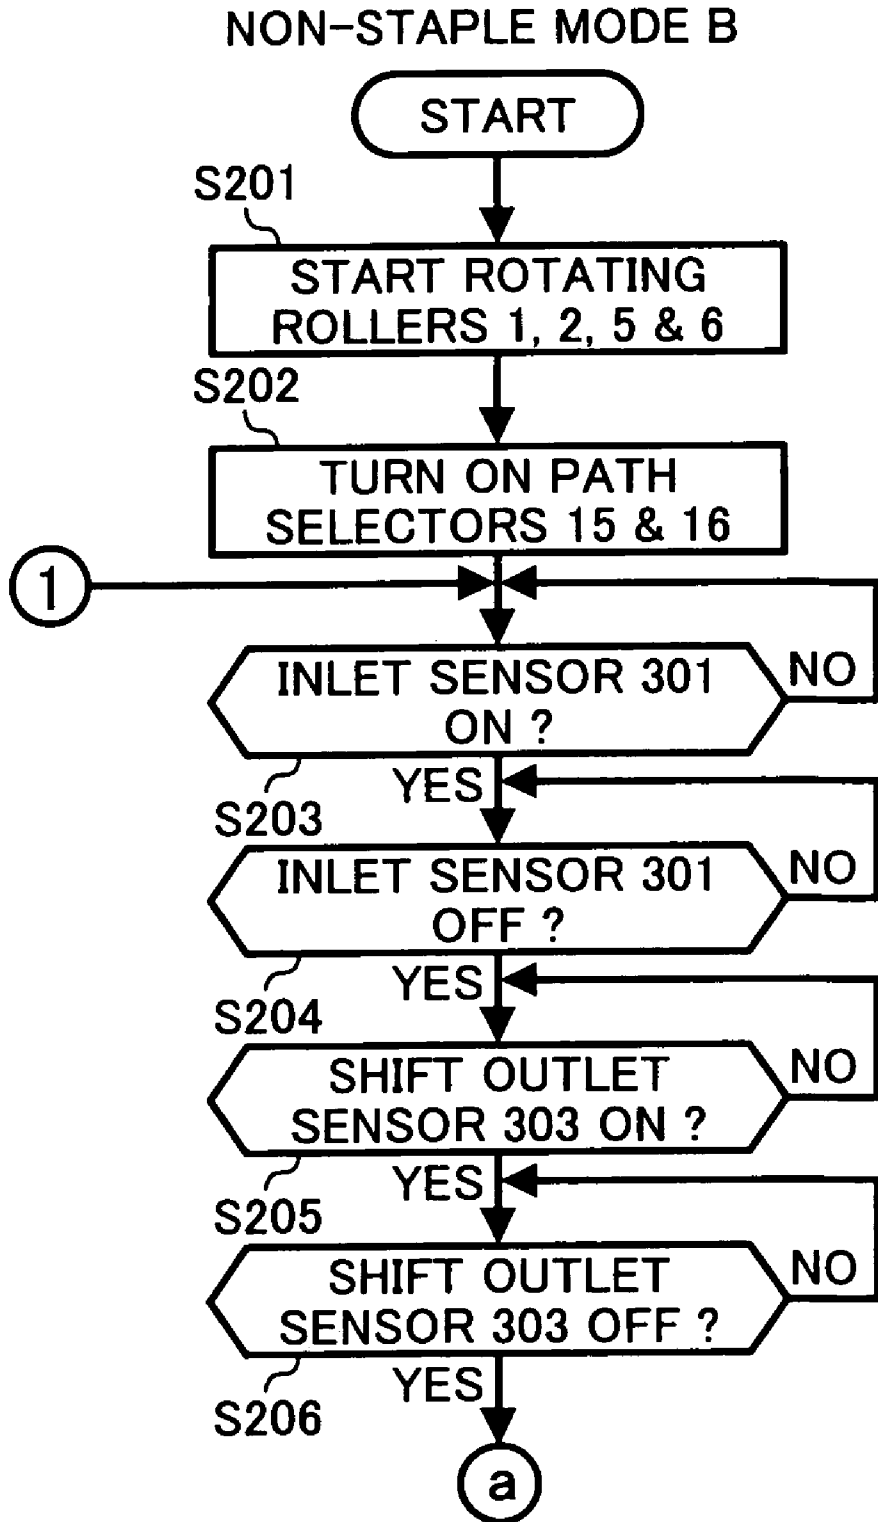 NON-STAPLE MODE B
START
S201
START ROTATING
ROLLERS 1, 2, 5 & 6
S202
TURN ON PATH
SELECTORS 15 & 16
1
INLET SENSOR 301
ON ?
NO
YES
S203
INLET SENSOR 301
OFF ?
NO
YES
S204
SHIFT OUTLET
SENSOR 303 ON ?
NO
YES
S205
SHIFT OUTLET
SENSOR 303 OFF ?
NO
YES
S206
a